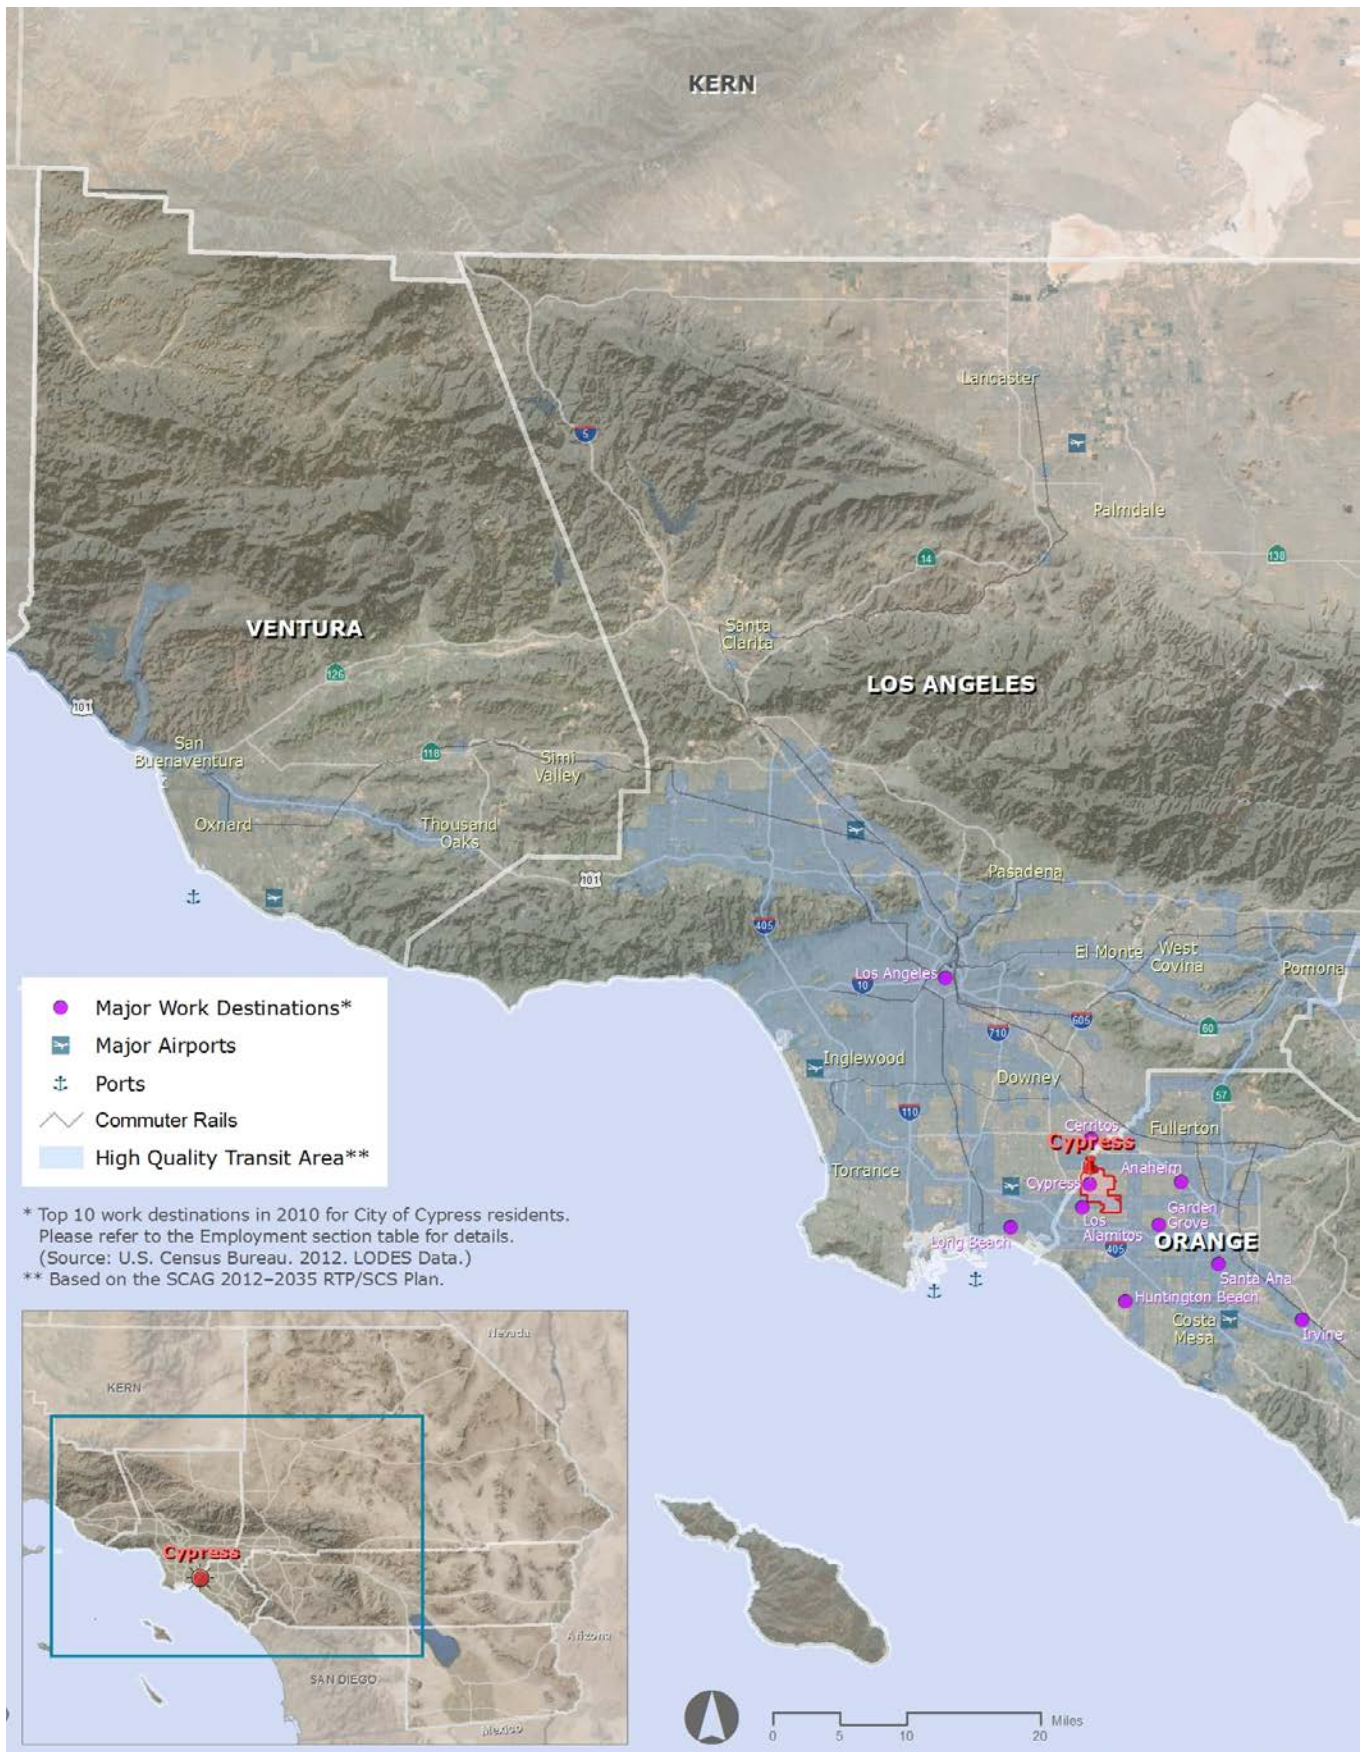 KERN
Lancaster
5
Palmdale
14
138
VENTURA
Santa
Clarita
126
LOS ANGELES
101
San
Buenaventura
118
Simi
Valley
Oxnard
Thousand
Oaks
101
Pasadena
405
El Monte
West
Covina
Pomona
Los Angeles
10
710
605
60
Inglewood
Downey
57
110
Cerritos
Fullerton
Cypress
Torrance
Anaheim
Cypress
Garden
Grove
Los
Alamitos
Long Beach
405
ORANGE
Santa Ana
Huntington Beach
Costa
Mesa
Irvine
Major Work Destinations*
Major Airports
Ports
Commuter Rails
High Quality Transit Area**
* Top 10 work destinations in 2010 for City of Cypress residents.
Please refer to the Employment section table for details.
(Source: U.S. Census Bureau. 2012. LODES Data.)
** Based on the SCAG 2012–2035 RTP/SCS Plan.
Nevada
KERN
Cypress
Arizona
SAN DIEGO
Mexico
Miles
0 5 10 20